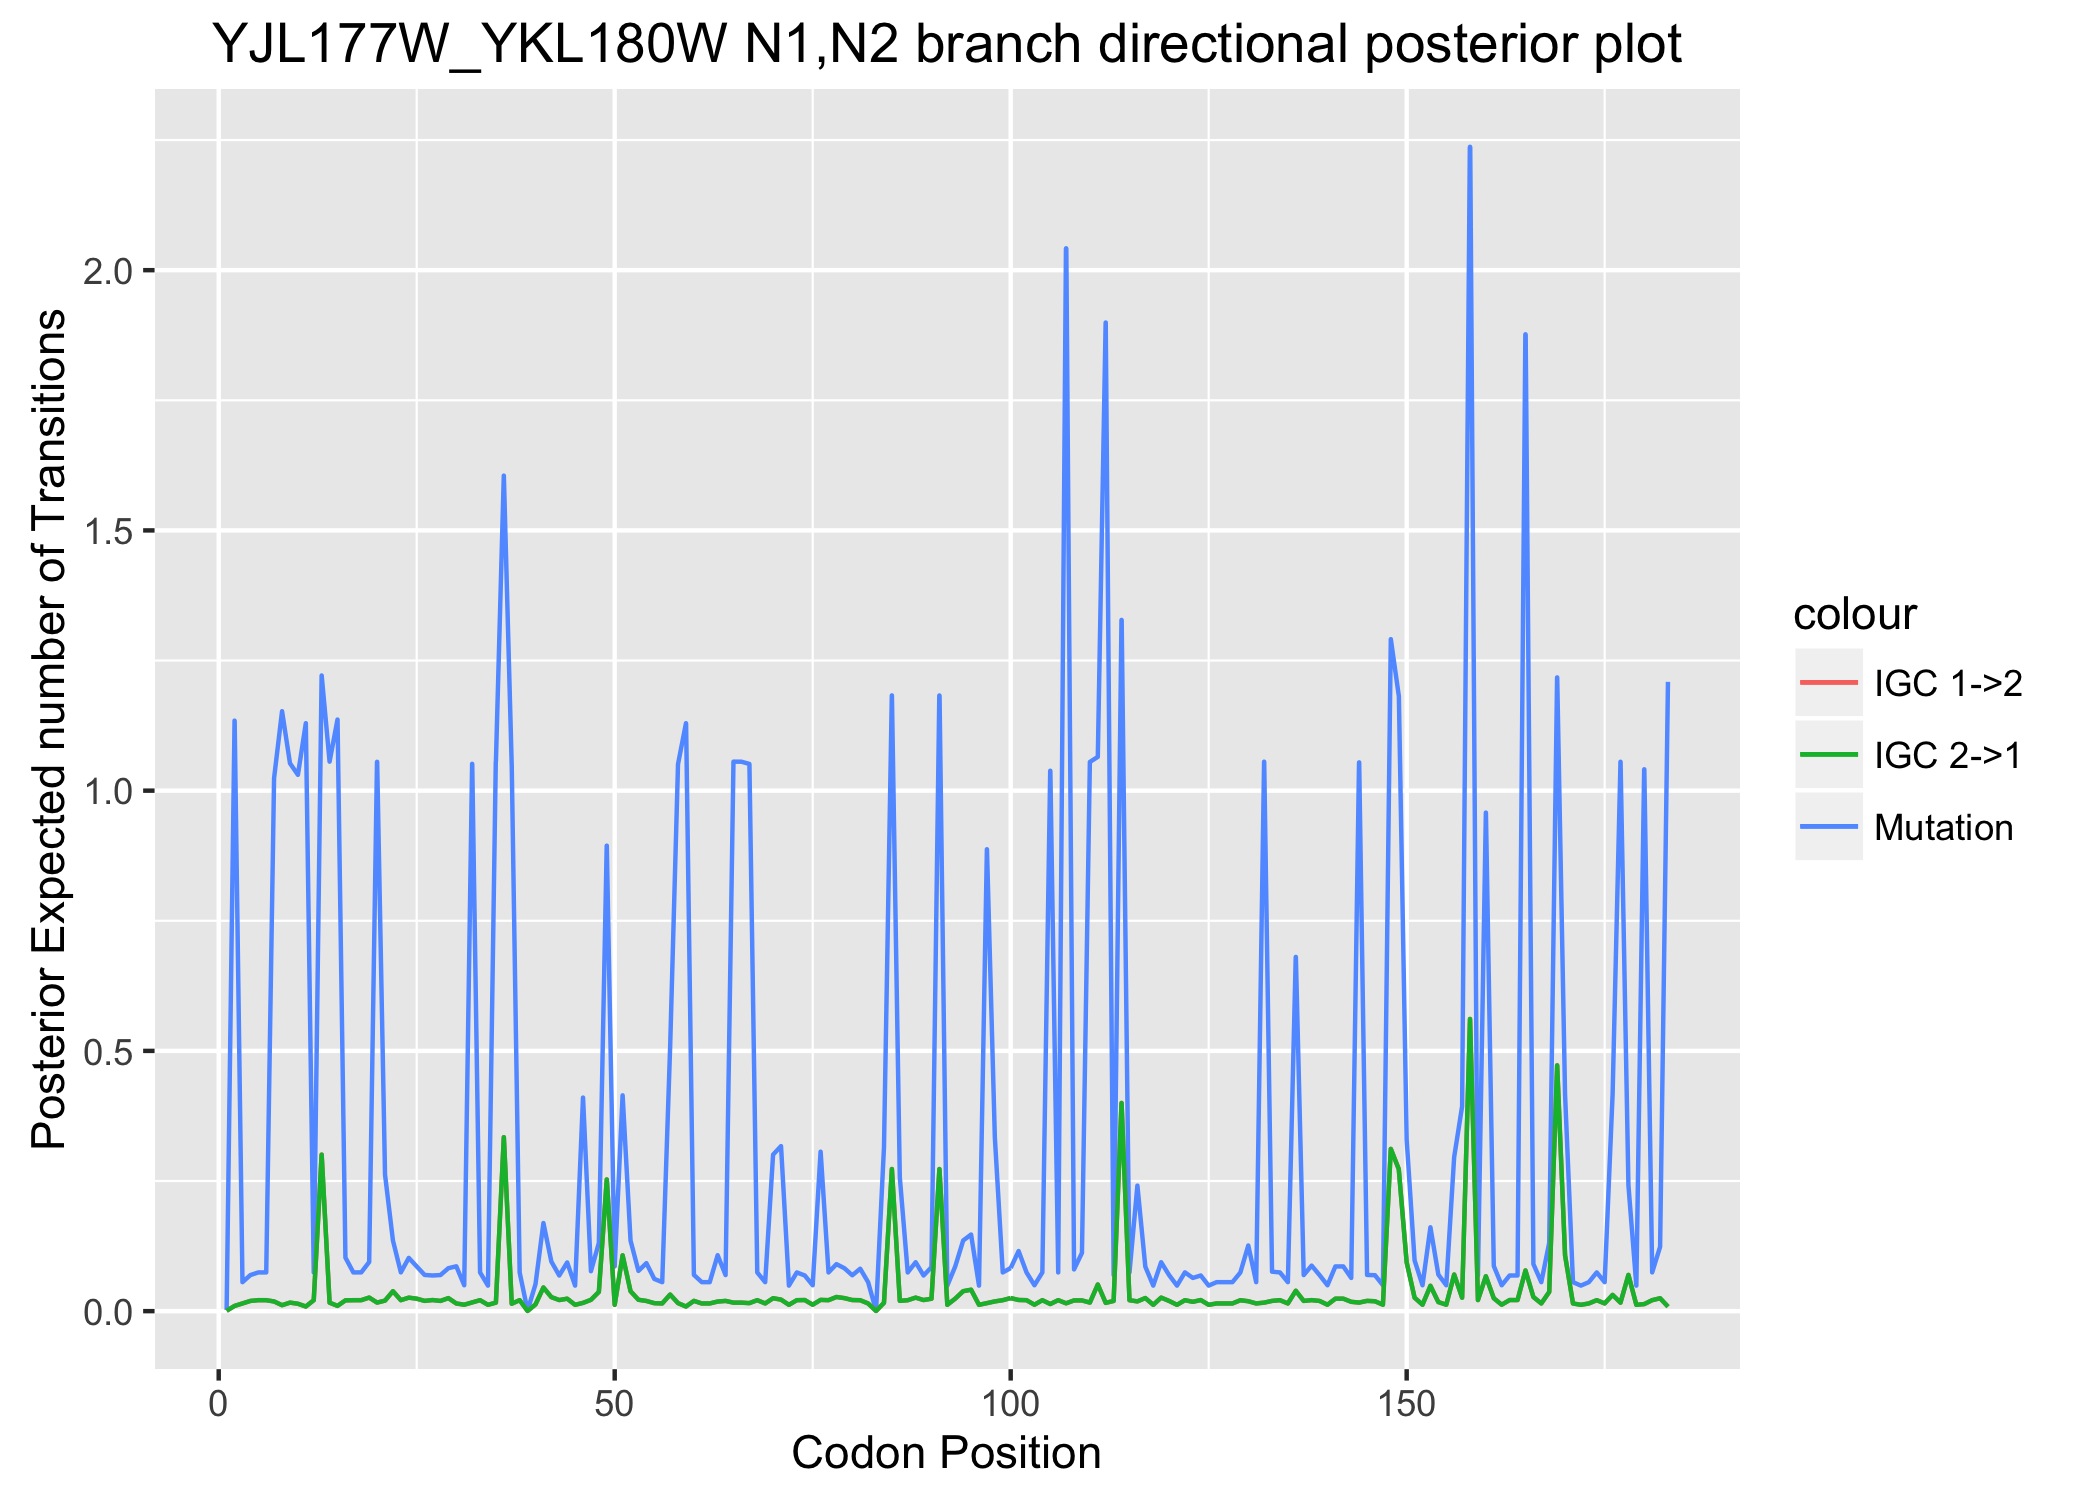 YJL177W_YKL180W N1,N2 branch directional posterior plot
Posterior Expected number of Transitions
2.0
1.5
1.0
0.5
0.0
0
50
100
150
Codon Position
colour
IGC 1->2
IGC 2->1
Mutation